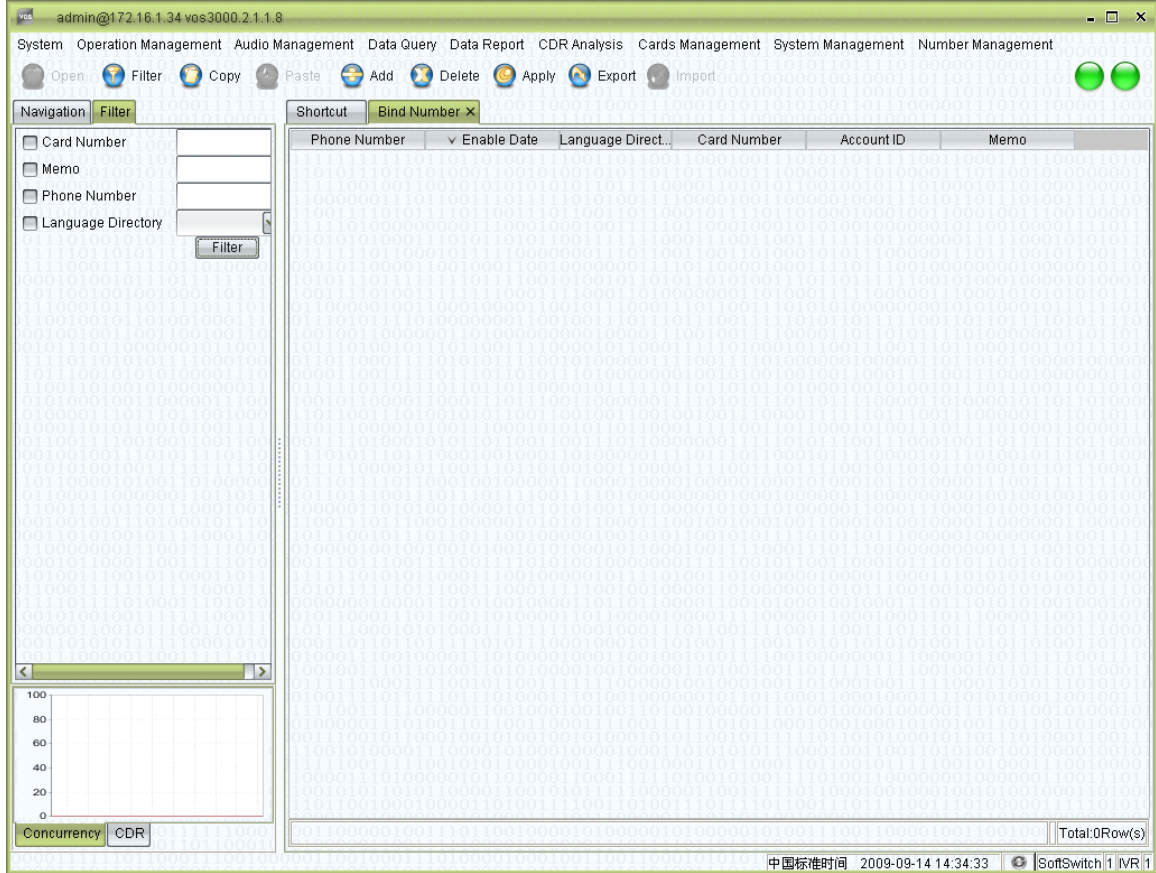 vos admin@172.16.1.34 vos3000.2.1.1.8
System Operation Management Audio Management Data Query Data Report CDR Analysis Cards Management System Management Number Management
Open Filter Copy Paste Add Delete Apply Export Import
Navigation Filter Shortcut Bind Number
Phone Number Enable Date Language Direct... Card Number Account ID Memo
Card Number
Memo
Phone Number
Language Directory
Filter
100
80
60
40
20
0
Concurrency CDR
Total:0Row(s)
中国标准时间 2009-09-14 14:34:33 SoftSwitch 1 IVR 1